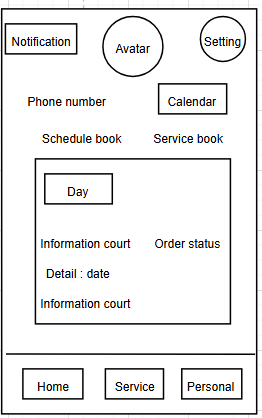 Notification
Avatar
Setting
Phone number
Calendar
Schedule book
Service book
Day
Information court
Order status
Detail : date
Information court
Home
Service
Personal